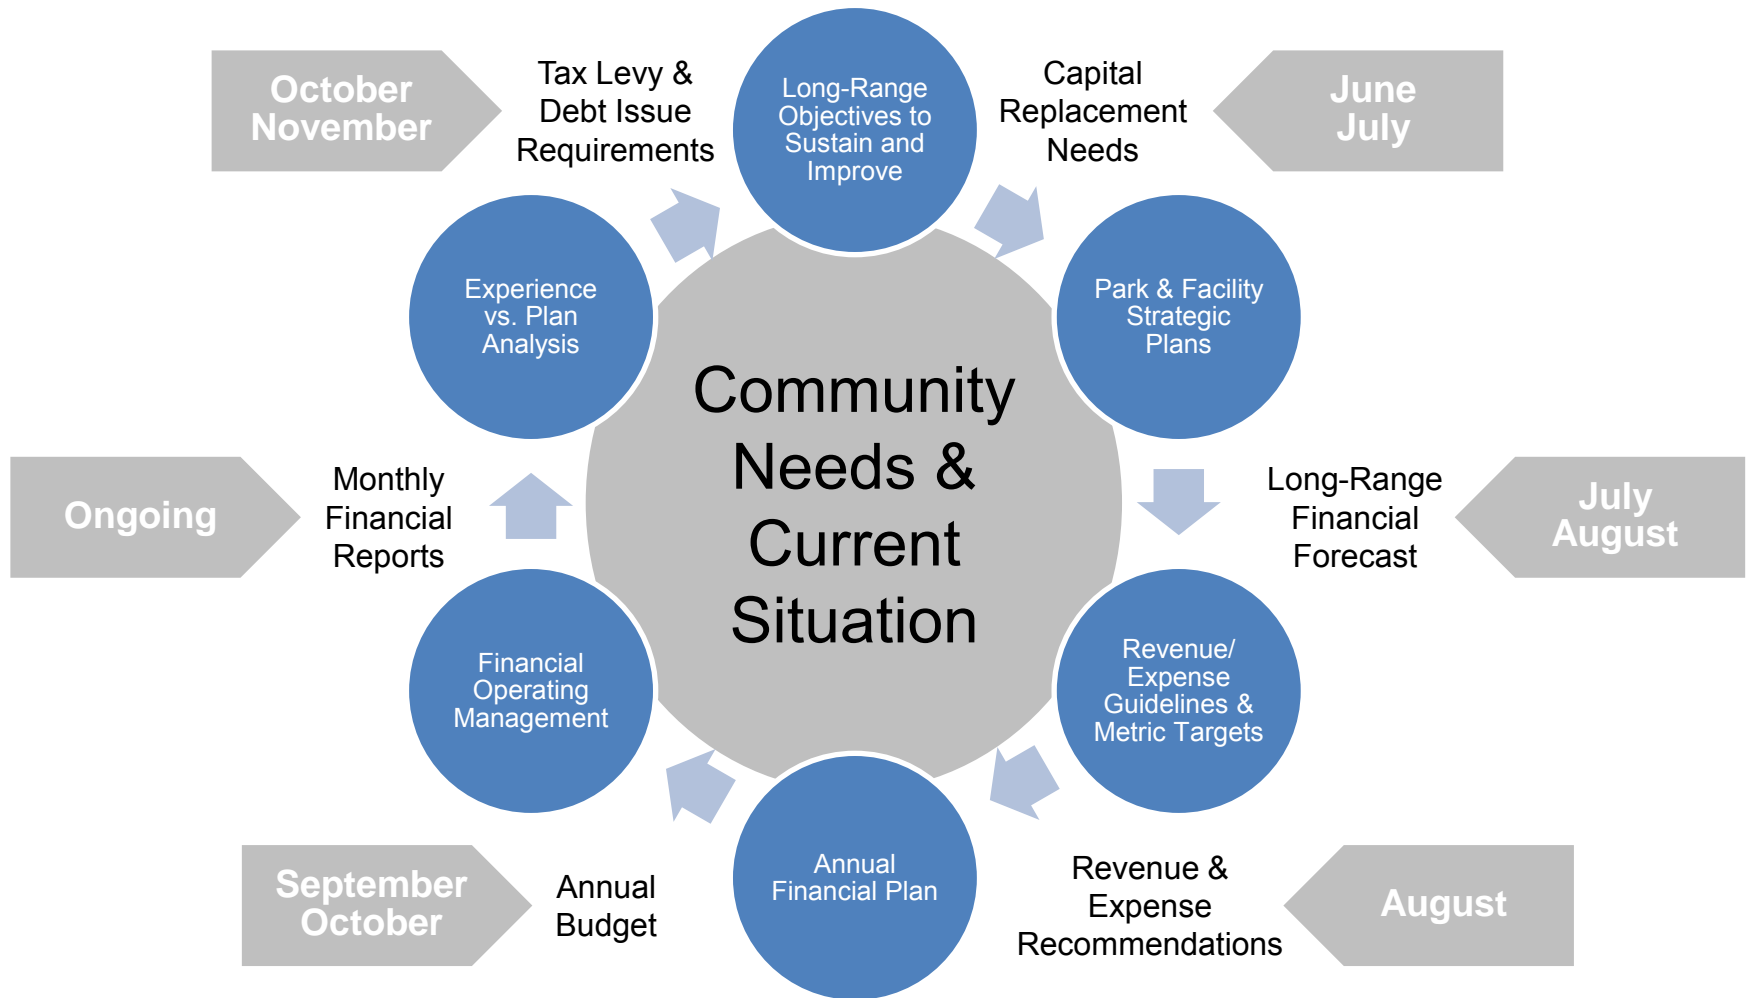 October
November
Tax Levy &
Debt Issue
Requirements
Long-Range
Objectives to
Sustain and
Improve
Capital
Replacement
Needs
June
July
Experience
vs. Plan
Analysis
Park & Facility
Strategic
Plans
Community
Needs &
Current
Situation
Ongoing
Monthly
Financial
Reports
Long-Range
Financial
Forecast
July
August
Financial
Operating
Management
Revenue/
Expense
Guidelines &
Metric Targets
September
October
Annual
Budget
Annual
Financial Plan
Revenue &
Expense
Recommendations
August